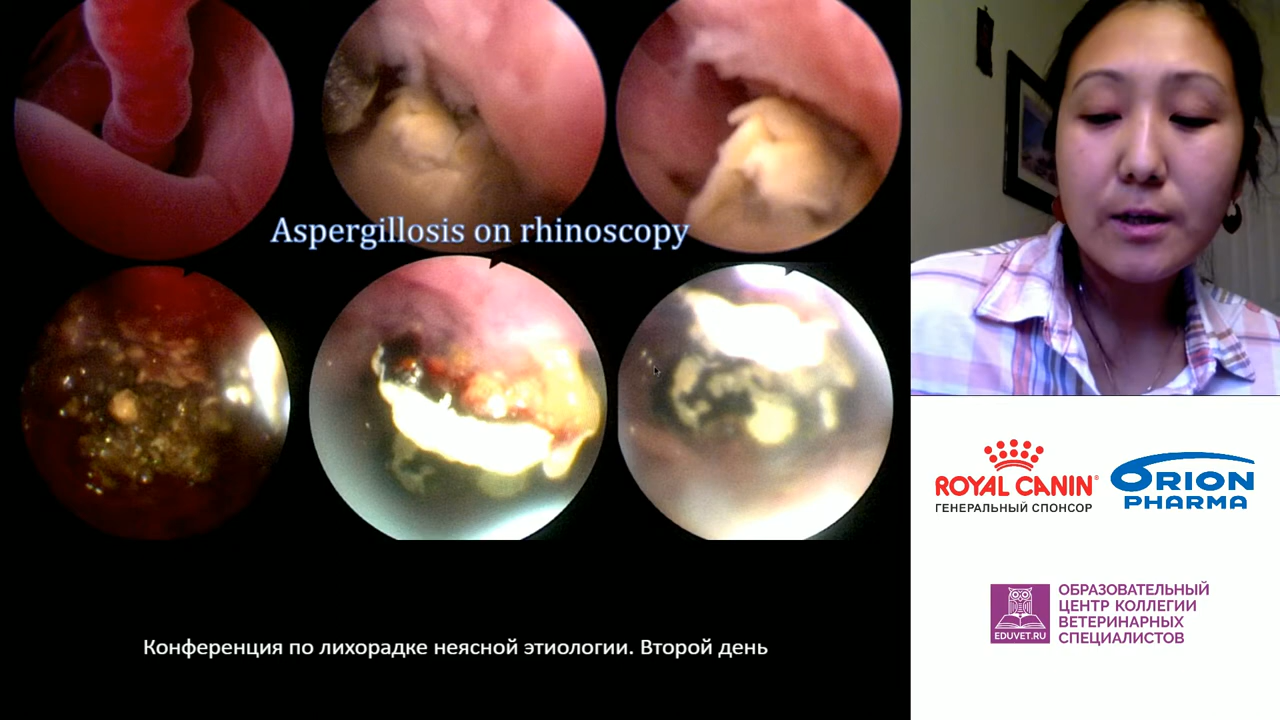 Aspergillosis on rhinoscopy
Конференция по лихорадке неясной этиологии. Второй день
ROYAL CANIN®
ГЕНЕРАЛЬНЫЙ СПОНСОР
ORION
PHARMA
EDUVET.RU
ОБРАЗОВАТЕЛЬНЫЙ
ЦЕНТР КОЛЛЕГИИ
ВЕТЕРИНАРНЫХ
СПЕЦИАЛИСТОВ